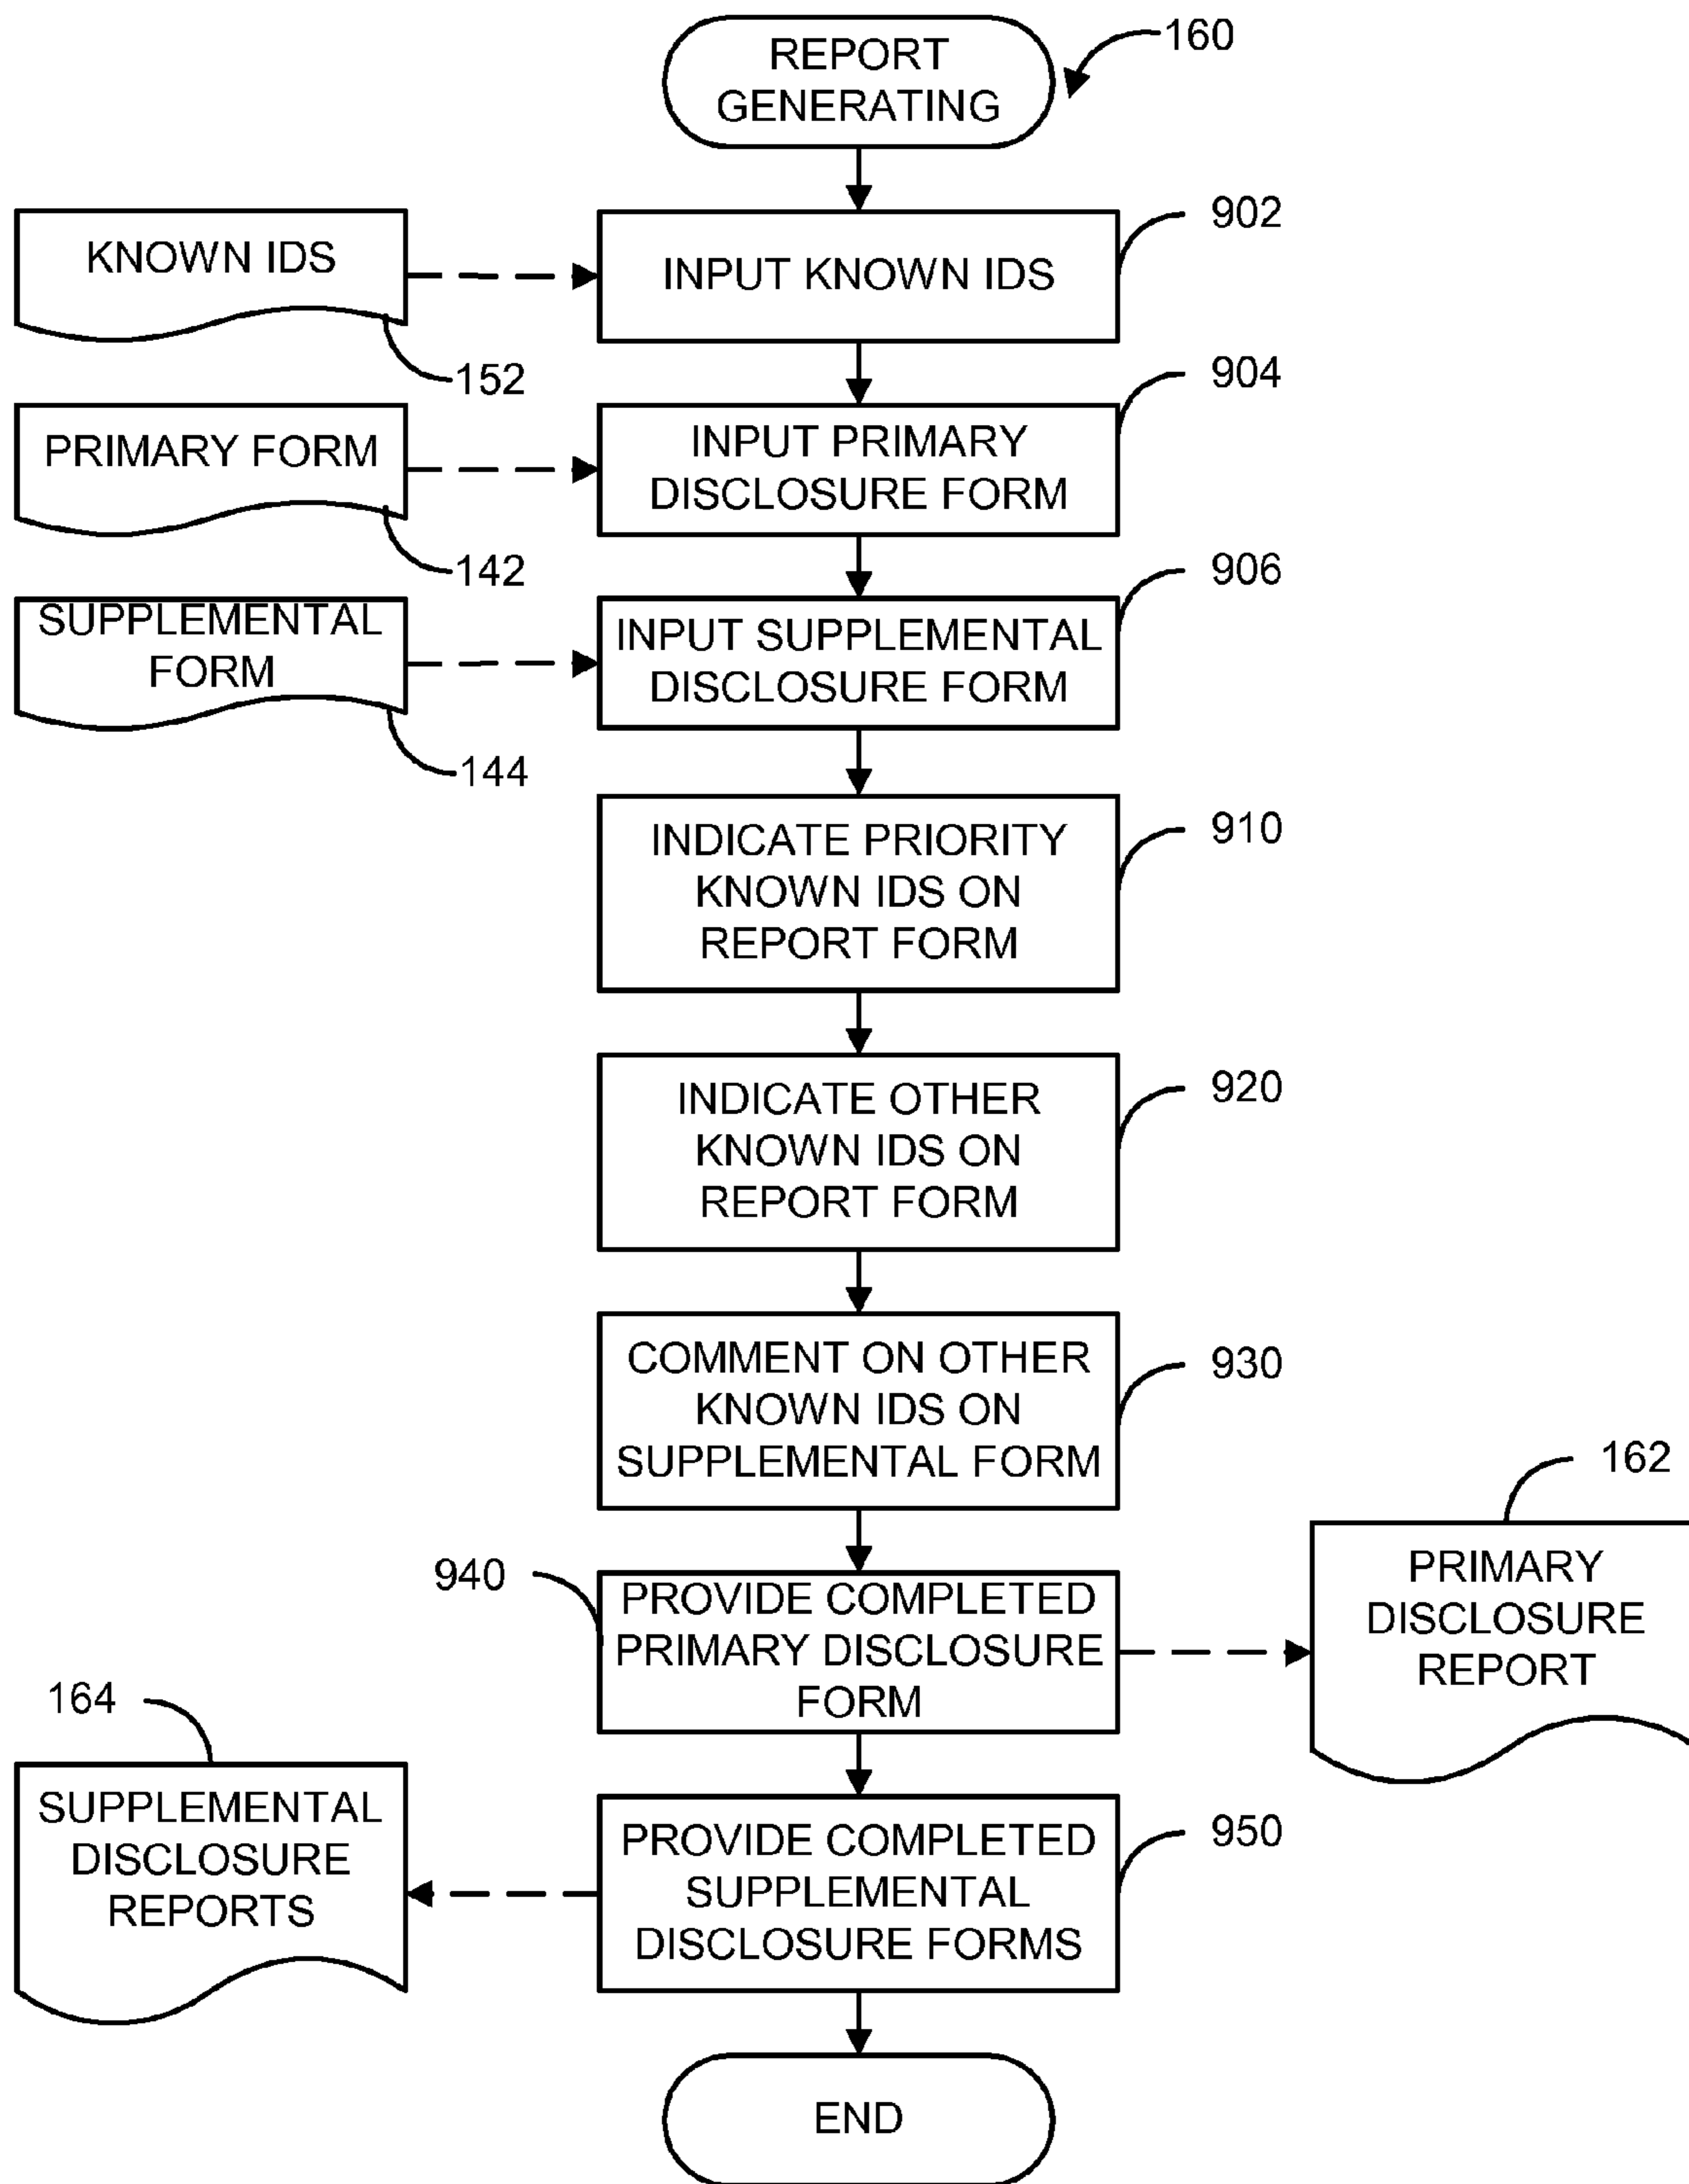 REPORT
GENERATING
160
KNOWN IDS
152
INPUT KNOWN IDS
902
PRIMARY FORM
142
INPUT PRIMARY
DISCLOSURE FORM
904
SUPPLEMENTAL
FORM
144
INPUT SUPPLEMENTAL
DISCLOSURE FORM
906
INDICATE PRIORITY
KNOWN IDS ON
REPORT FORM
910
INDICATE OTHER
KNOWN IDS ON
REPORT FORM
920
COMMENT ON OTHER
KNOWN IDS ON
SUPPLEMENTAL FORM
930
940
PROVIDE COMPLETED
PRIMARY DISCLOSURE
FORM
162
PRIMARY
DISCLOSURE
REPORT
164
SUPPLEMENTAL
DISCLOSURE
REPORTS
PROVIDE COMPLETED
SUPPLEMENTAL
DISCLOSURE FORMS
950
END